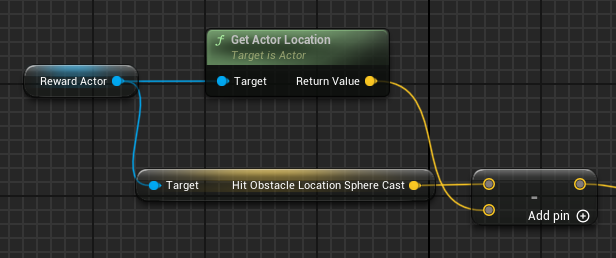 f Get Actor Location
Target is Actor
Reward Actor
Target Return Value
Target Hit Obstacle Location Sphere Cast
-
Add pin